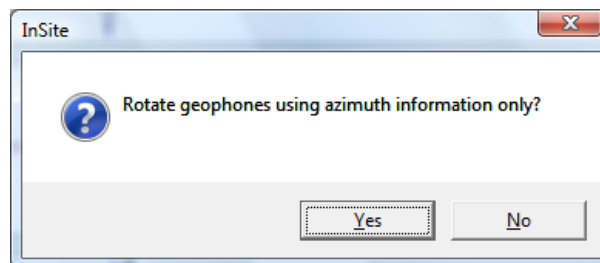 InSite
Rotate geophones using azimuth information only?
Yes
No